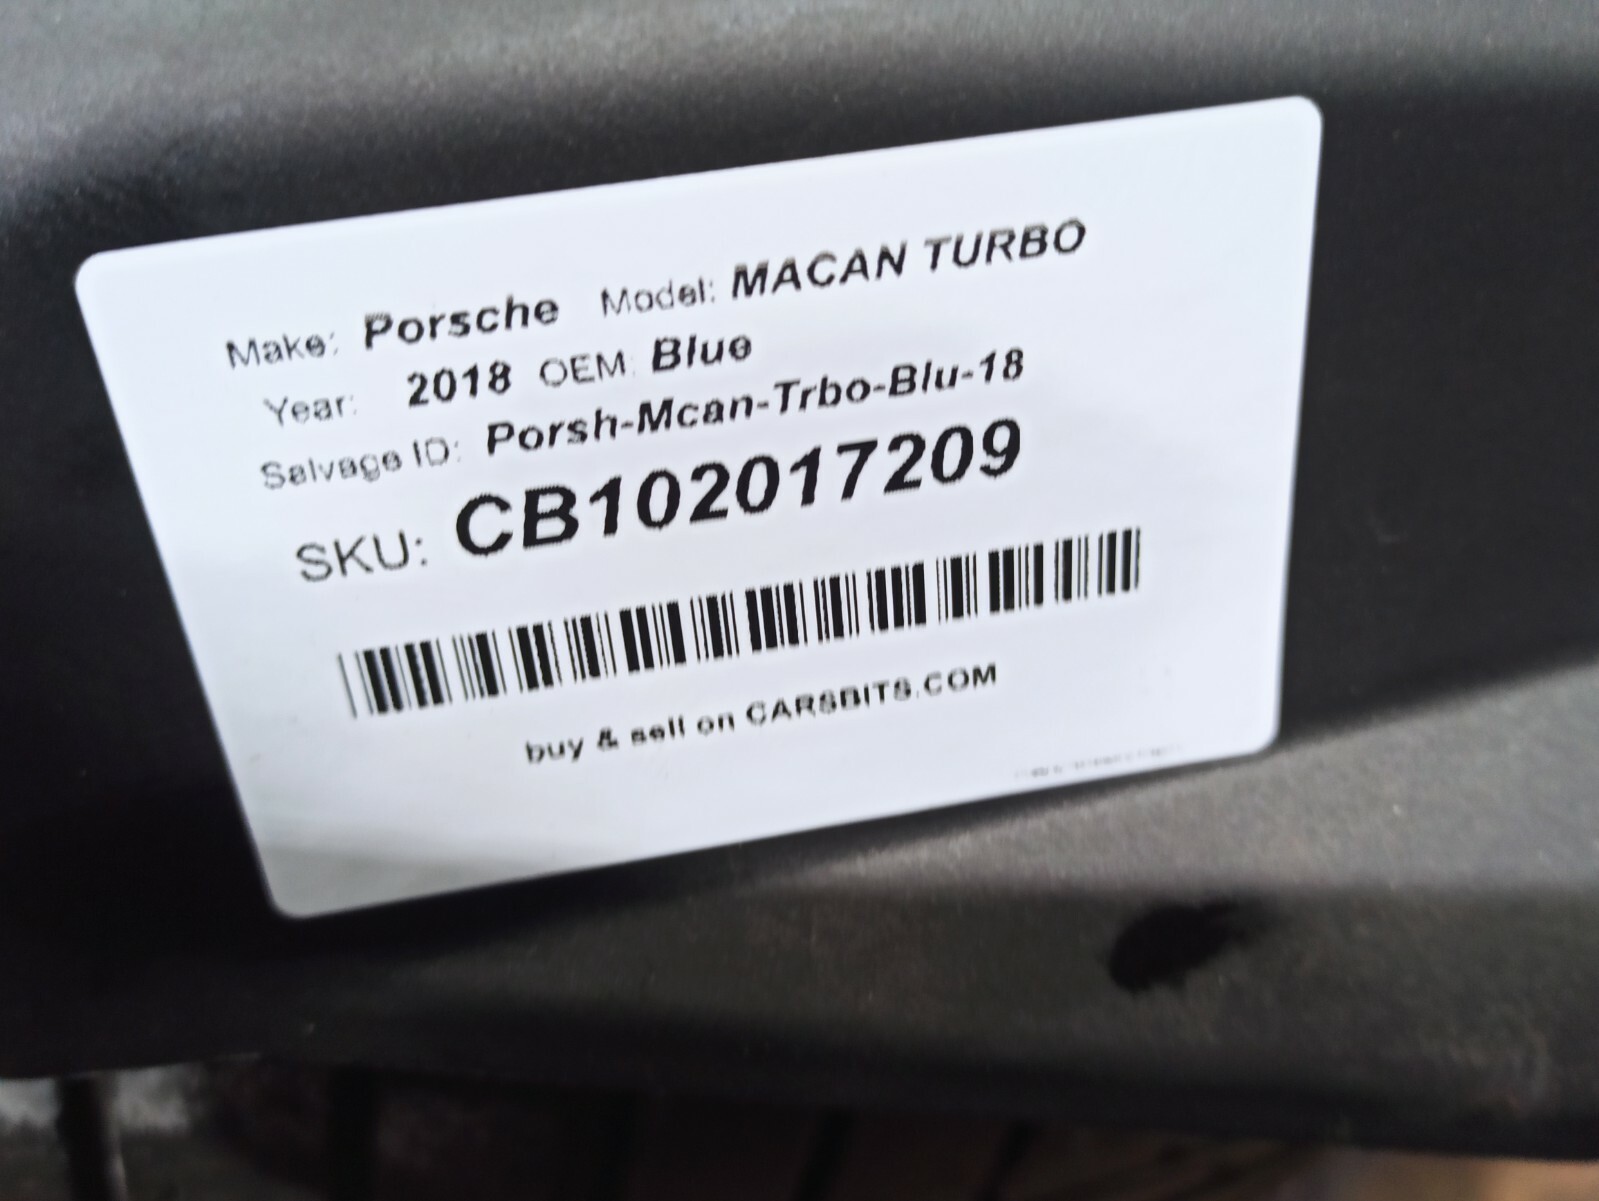 Make: Porsche Model: MACAN TURBO
Year: 2018 OEM: Blue
Salvage ID: Porsh-Mcan-Trbo-Blu-18
SKU: CB102017209
buy & sell on CARSBITS.COM